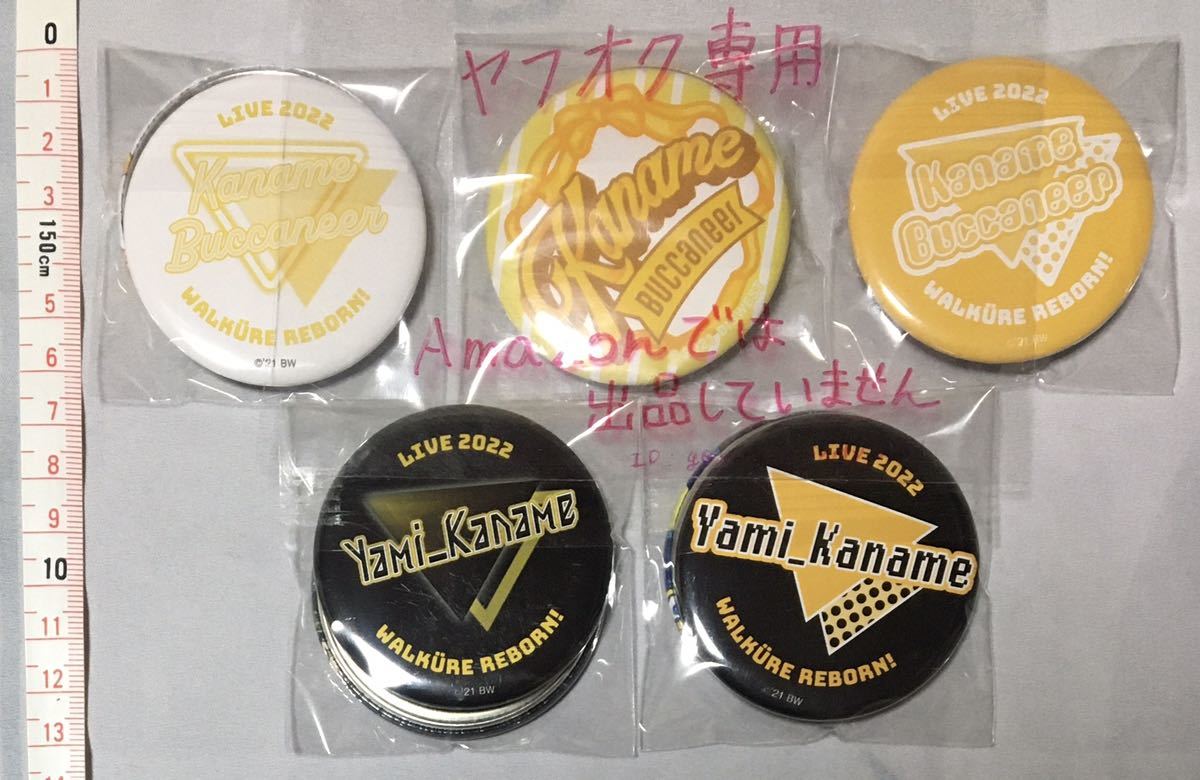 0
1
2
3
150cm
5
6
7
8
9
10
11
12
13
ヤフオク専用
Amazonでは
出品していません
LIVE 2022
Kaname
Buccaneer
WALKÜRE REBORN!
©'21 BW
Kaname
BUCCANEER
LIVE 2022
Kaname
Buccaneer
WALKÜRE REBORN!
©'21 BW
LIVE 2022
Yami_Kaname
WALKÜRE REBORN!
©'21 BW
LIVE 2022
Yami_Kaname
WALKÜRE REBORN!
©'21 BW